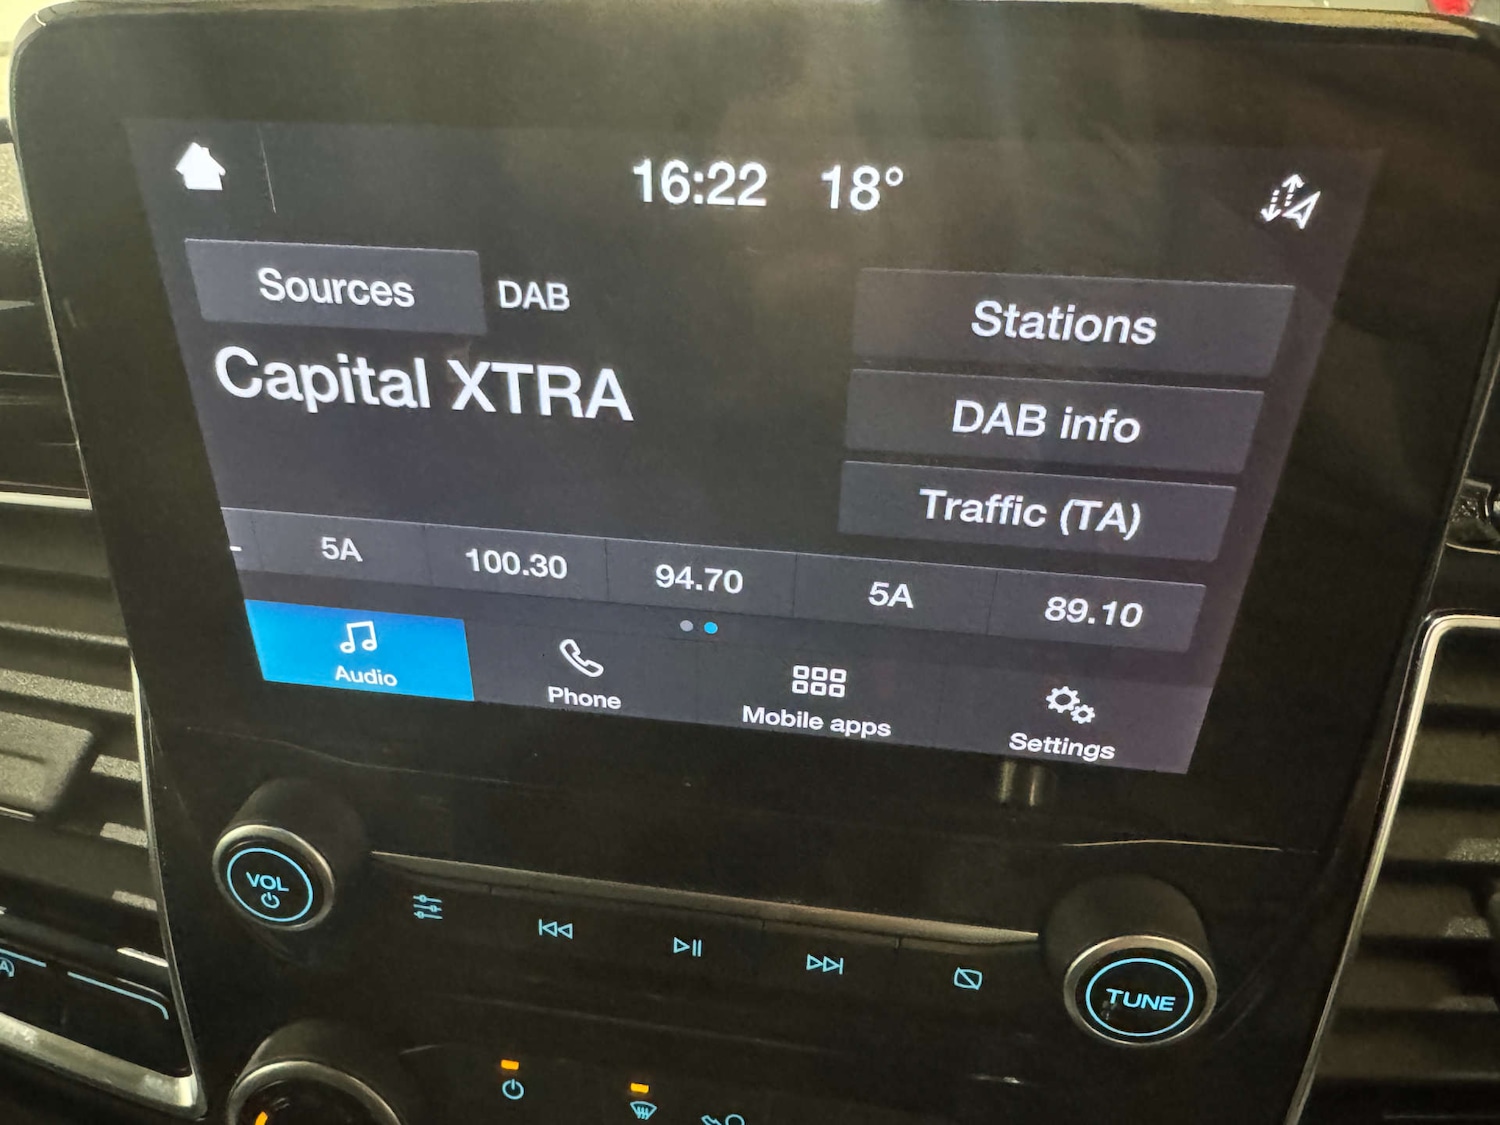 16:22 18°
Sources DAB
Stations
Capital XTRA
DAB info
Traffic (TA)
5A 100.30 94.70 5A 89.10
Audio Phone Mobile apps Settings
VOL
TUNE